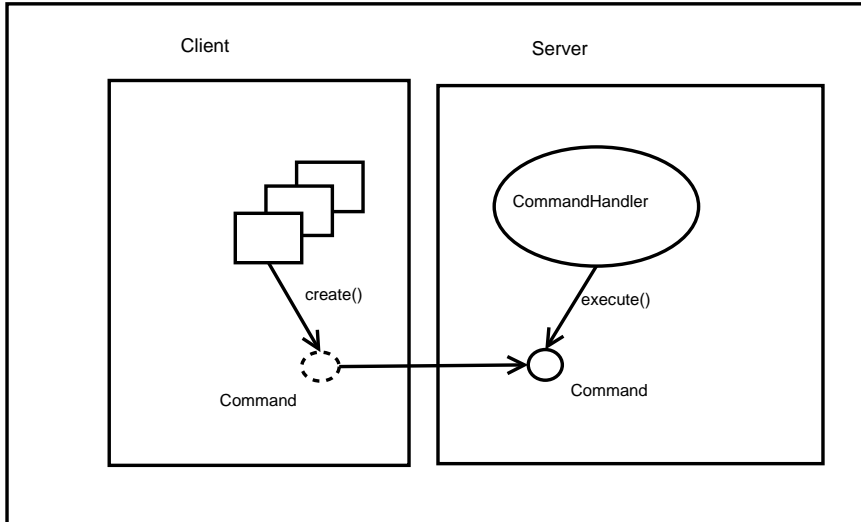 Client
Server
CommandHandler
create()
execute()
Command
Command